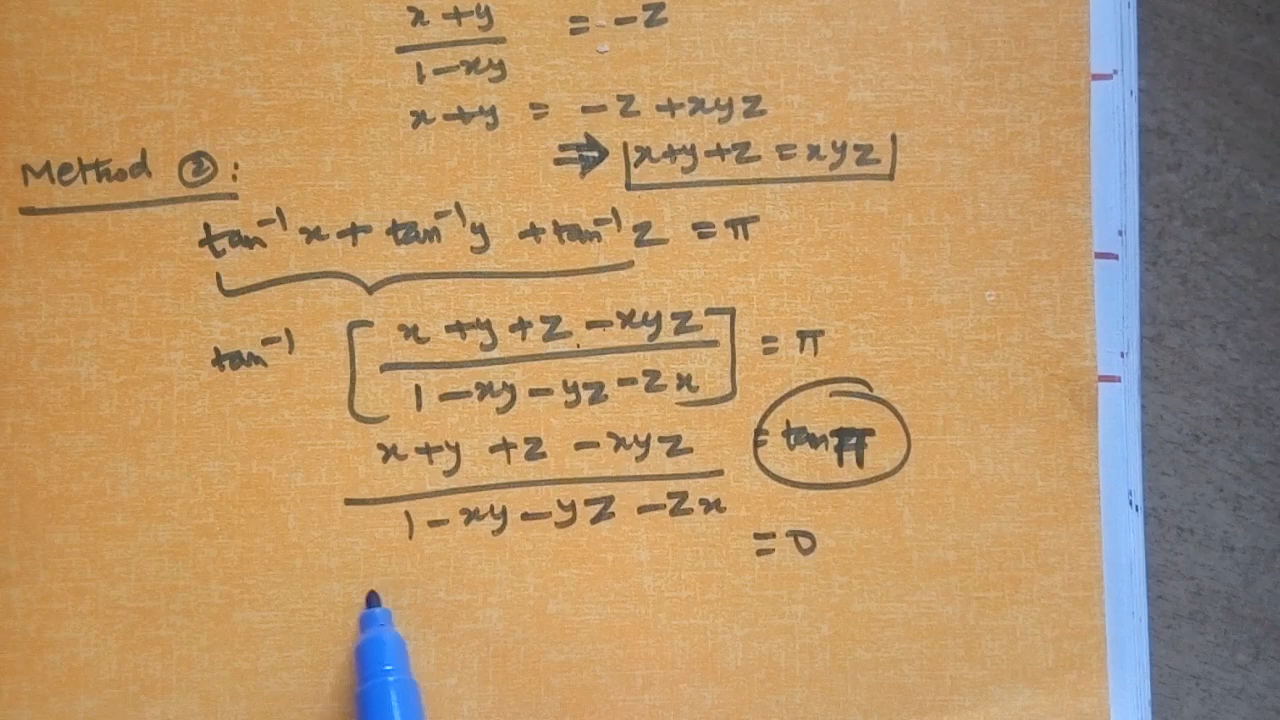 x+y = -z
1-xy
x+y = -z + xyz
⇒ x+y+z = xyz
Method ②:
tan⁻¹x + tan⁻¹y + tan⁻¹z = π
tan⁻¹ [ x+y+z-xyz ] = π
1-xy-yz-zx
x+y+z-xyz = tanπ
1-xy-yz-zx
= 0